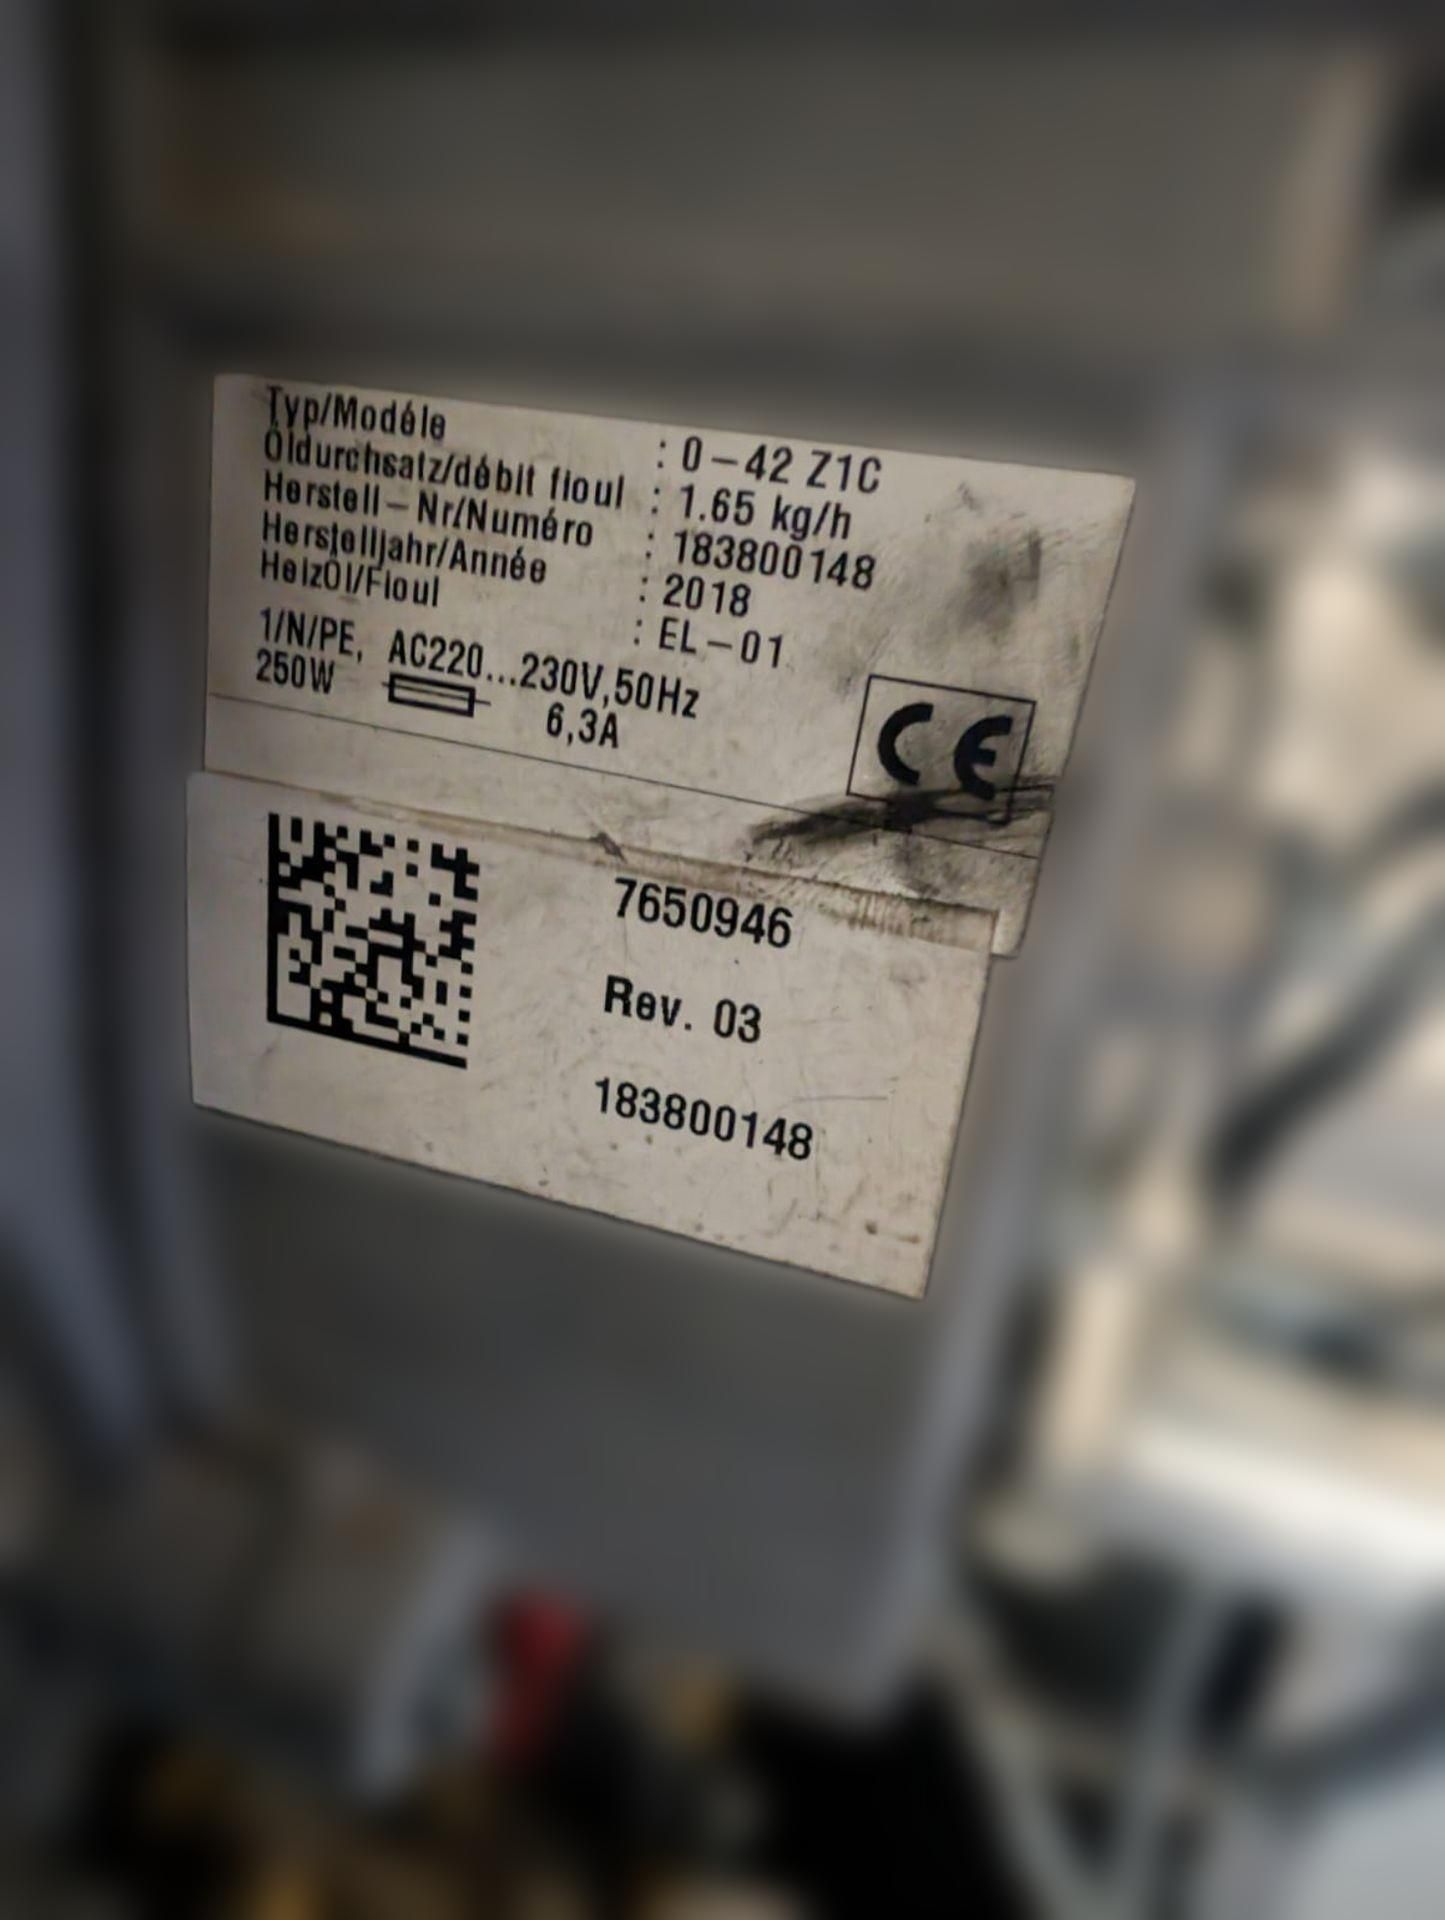 Typ/Modéle : 0-42 Z1C
Öldurchsatz/débit fioul : 1.65 kg/h
Herstell-Nr/Numéro : 183800148
Herstelljahr/Année : 2018
HeizÖl/Fioul : EL-01
1/N/PE, AC220...230V,50Hz
250W 6,3A
CE
7650946
Rev. 03
183800148